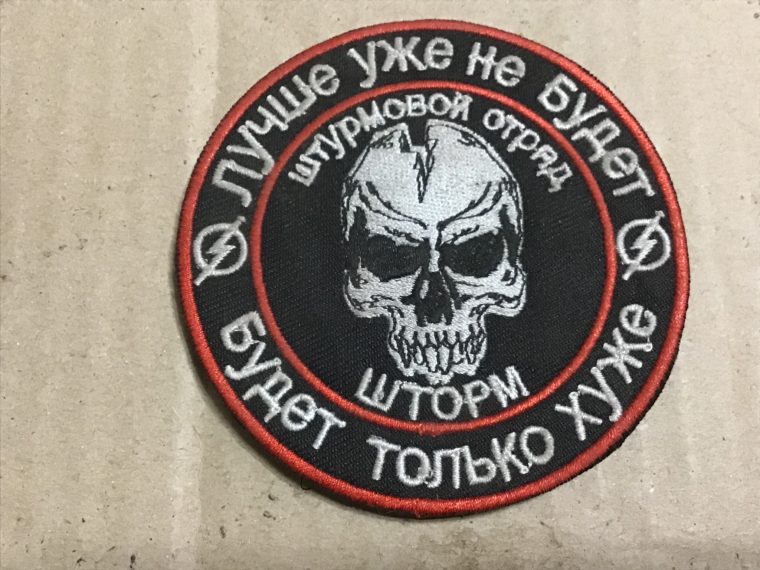 Лучше уже не будет
штурмовой отряд
ШТОРМ
Будет только хуже